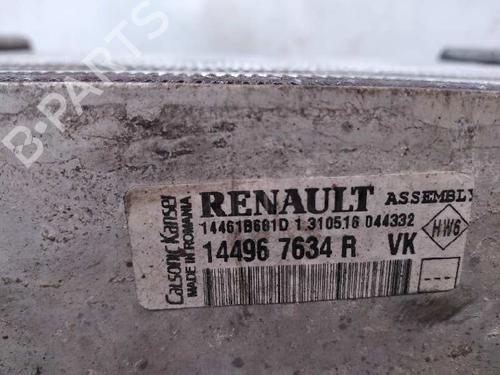 B-PARTS
Calsonic Kansei
MADE IN ROMANIA
RENAULT ASSEMBLY
14461B661D 1.310516 044332
14496 7634 R VK
HW6
----